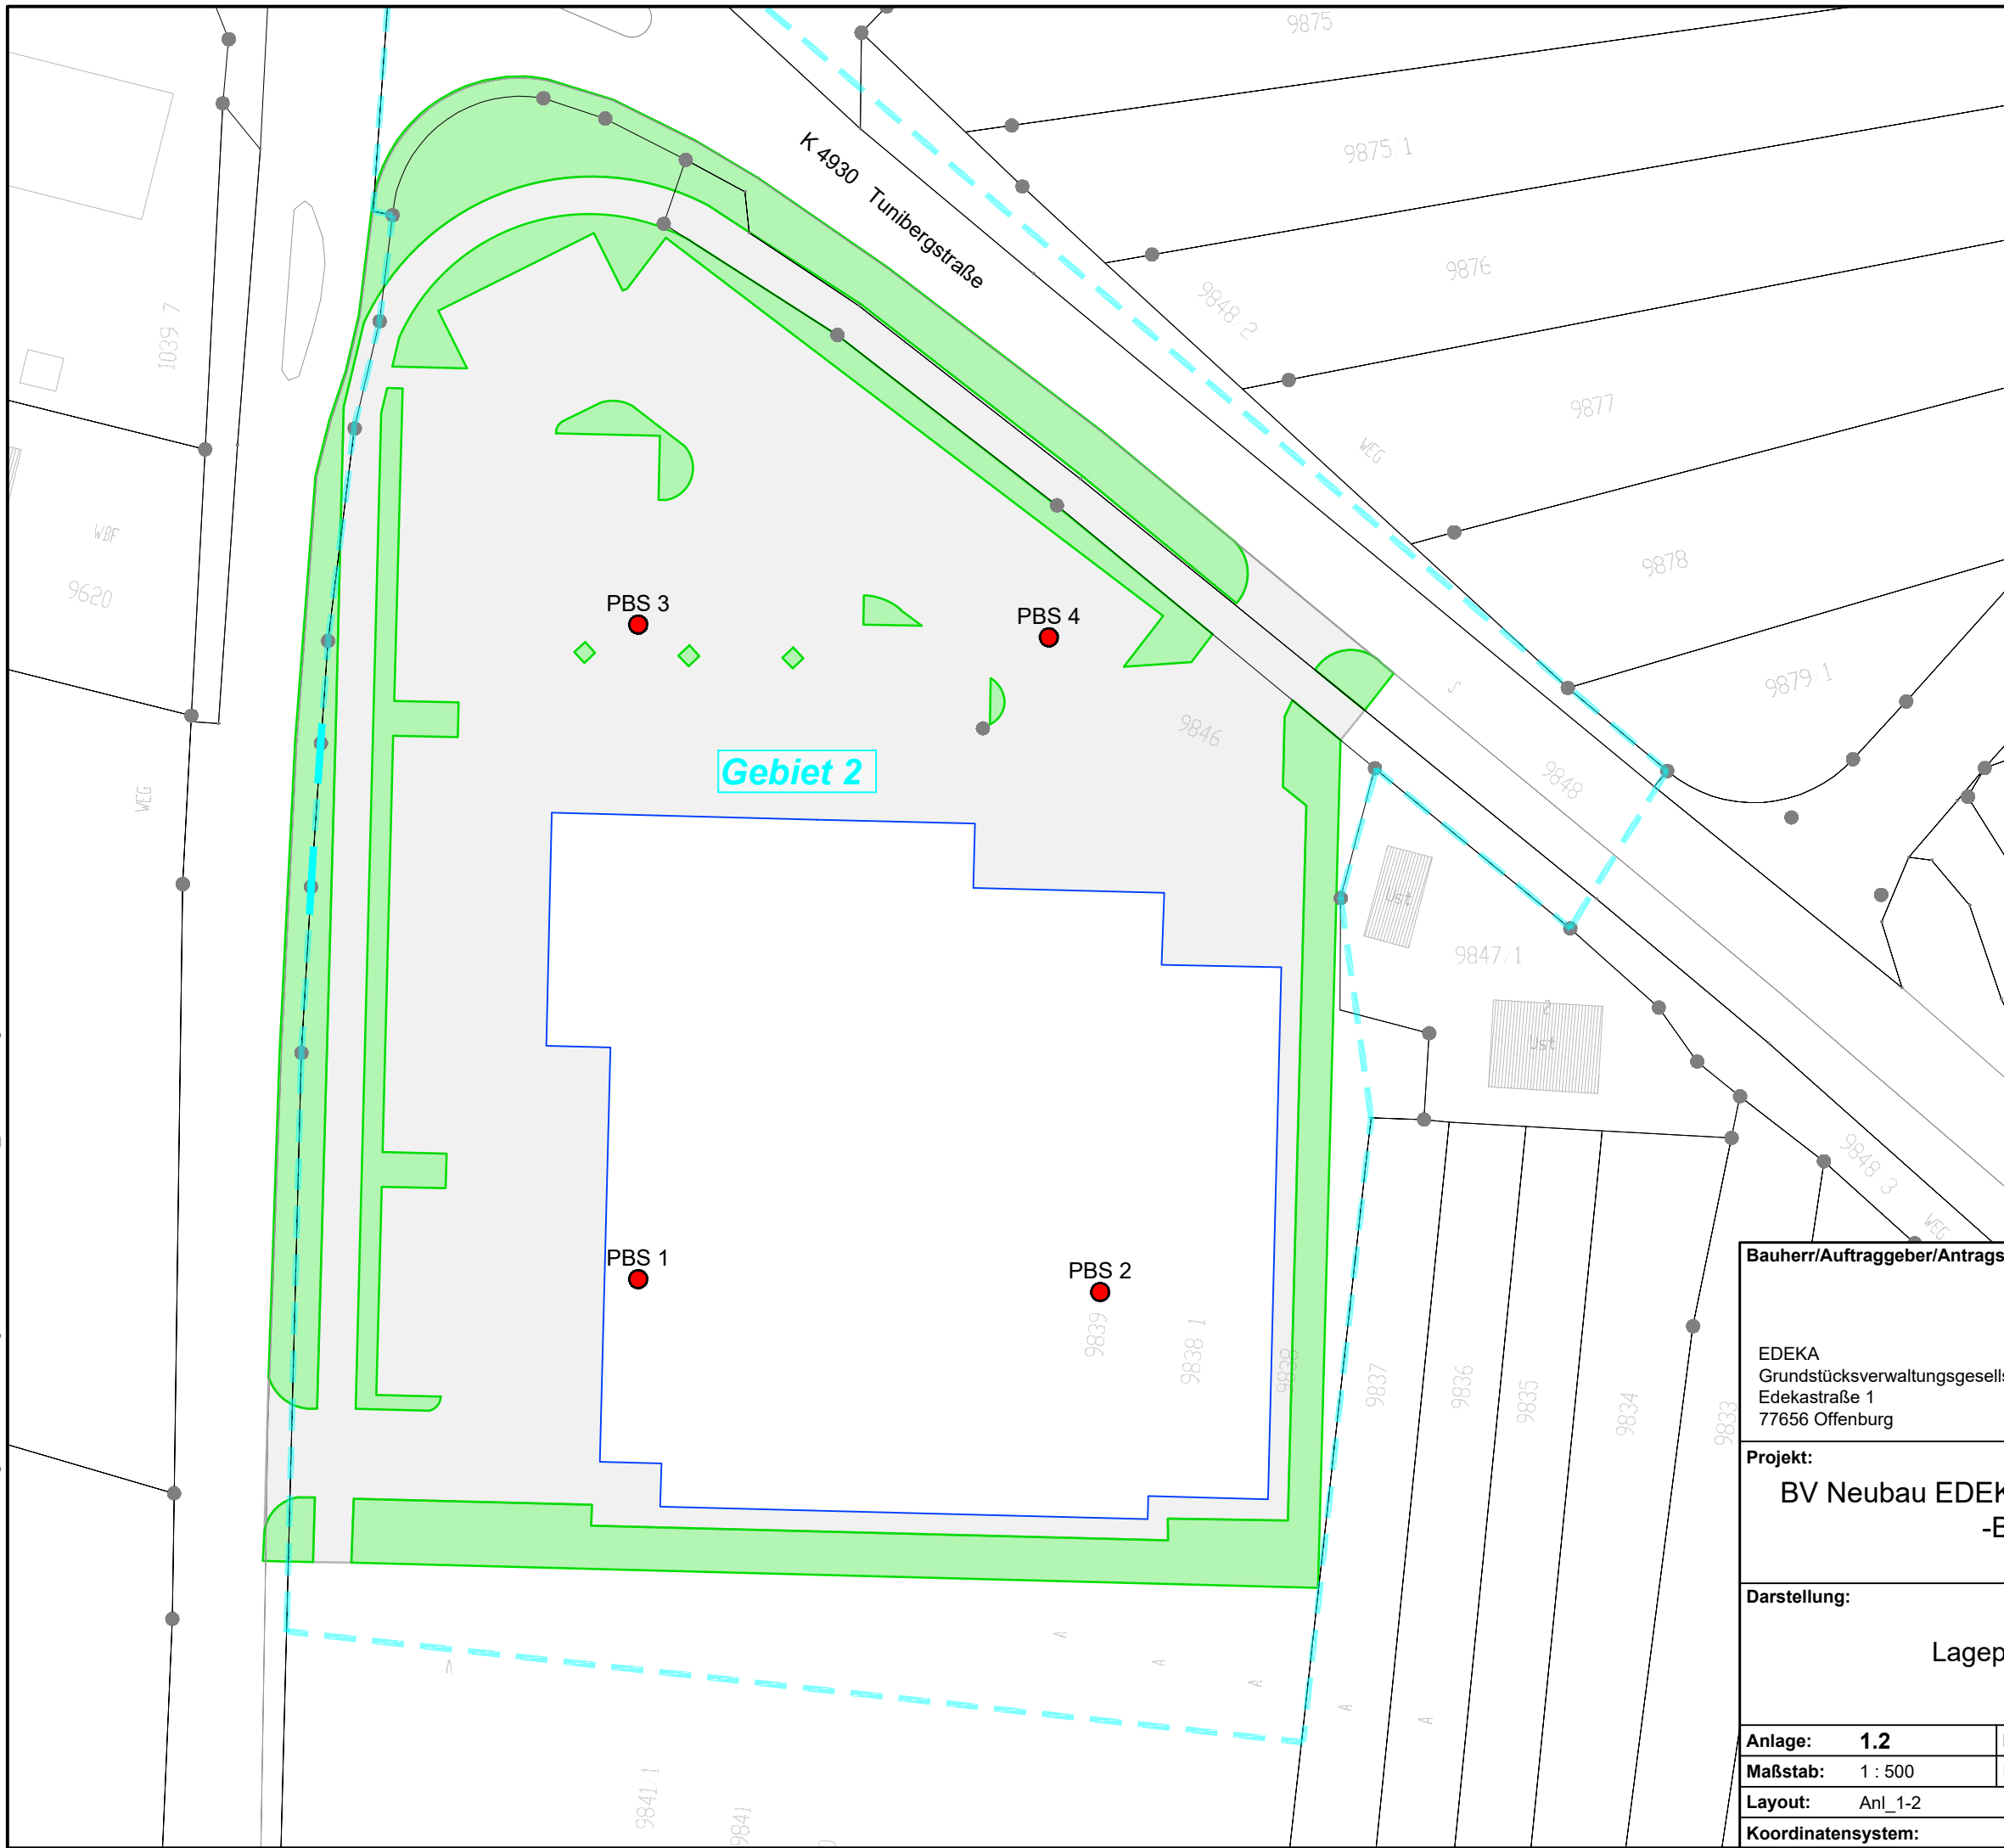 9875
K 4930 Tunibergstraße
9875 1
9876
9848 2
1039/7
9877
WEG
WBF
9878
9620
PBS 3
PBS 4
9879/1
9846
Gebiet 2
9848
WEG
Ust
9847/1
2
Ust
9848 3
WEG
PBS 1
PBS 2
9839
9838 1
9838
9837
9836
9835
9834
9833
A
A
A
A
A
A
9841/1
9841
Bauherr/Auftraggeber/Antrags
EDEKA
Grundstücksverwaltungsgesells
Edekastraße 1
77656 Offenburg
Projekt:
BV Neubau EDEK
-E
Darstellung:
Lagep
Anlage: 1.2
Maßstab: 1 : 500
Layout: Anl_1-2
Koordinatensystem: